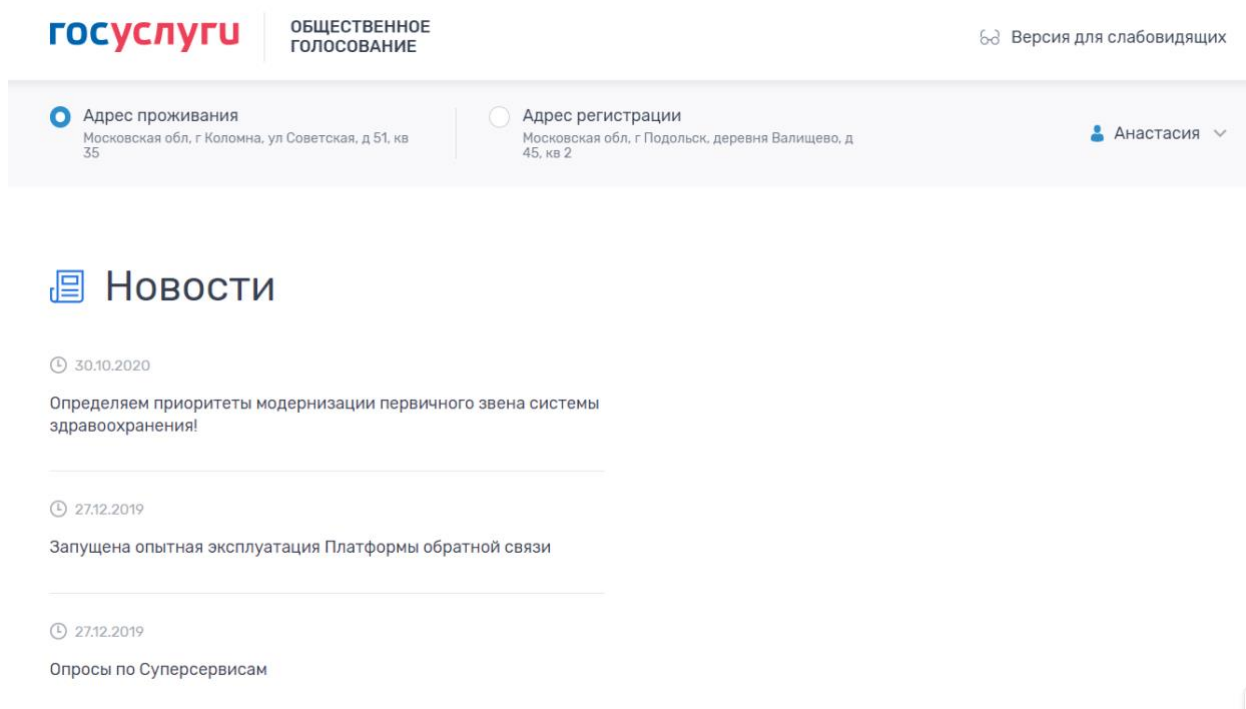 госуслуги
ОБЩЕСТВЕННОЕ
ГОЛОСОВАНИЕ
Версия для слабовидящих
Адрес проживания
Московская обл, г Коломна, ул Советская, д 51, кв
35
Адрес регистрации
Московская обл, г Подольск, деревня Валищево, д
45, кв 2
Анастасия
Новости
30.10.2020
Определяем приоритеты модернизации первичного звена системы
здравоохранения!
27.12.2019
Запущена опытная эксплуатация Платформы обратной связи
27.12.2019
Опросы по Суперсервисам